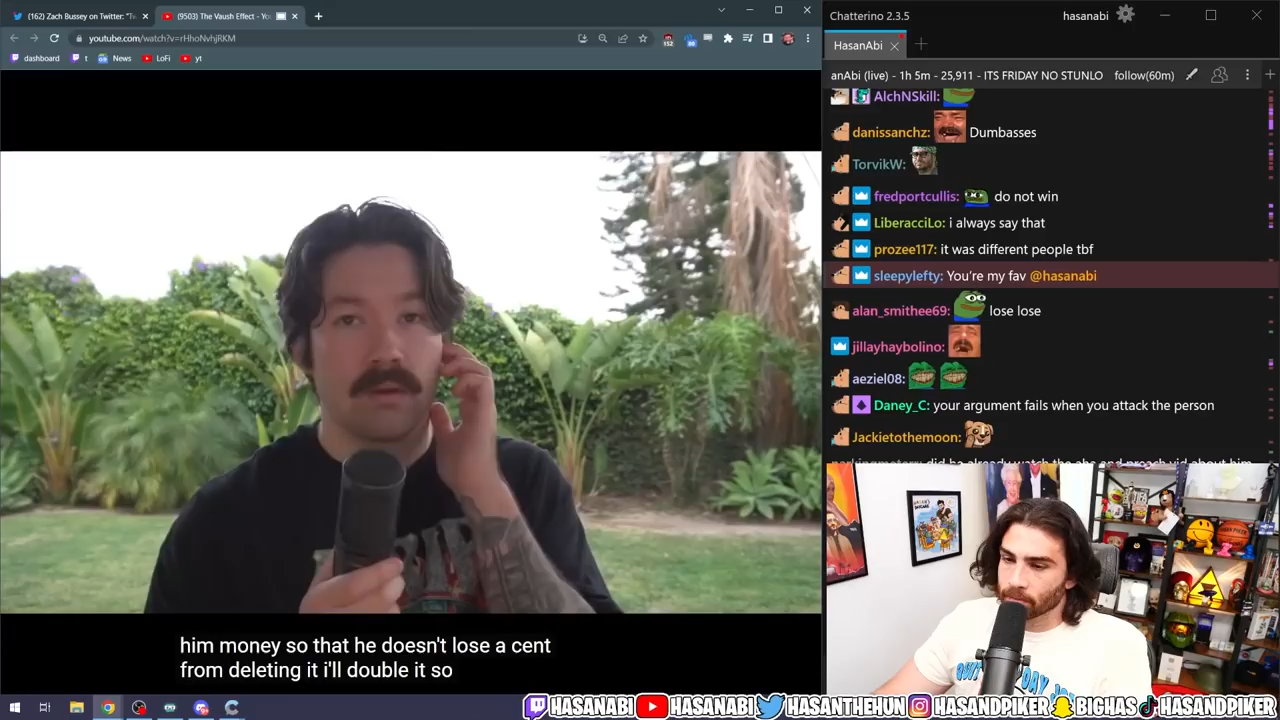 (162) Zach Bussey on Twitter: "Tw
(9503) The Vaush Effect - Yo
youtube.com/watch?v=rHhoNvhjRKM
152
80
dashboard
t
News
LoFi
yt
him money so that he doesn't lose a cent
from deleting it i'll double it so
Chatterino 2.3.5
hasanabi
HasanAbi
anAbi (live) - 1h 5m - 25,911 - ITS FRIDAY NO STUNLO
follow(60m)
AlchNSkill:
danissanchz: Dumbasses
TorvikW:
fredportcullis: do not win
LiberacciLo: i always say that
prozee117: it was different people tbf
sleepylefty: You're my fav @hasanabi
alan_smithee69: lose lose
jillayhaybolino:
aeziel08:
Daney_C: your argument fails when you attack the person
Jackietothemoon:
HASANABI HASANABI HASANTHEHUN HASANDPIKER BIGHAS HASANDPIKER